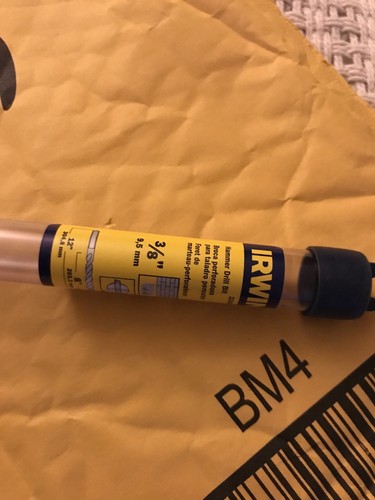 IRWIN
Hammer Drill Bit
Broca perforadora
para taladro percutor
Foret de
marteau-perforateur
3/8"
9,5 mm
12"
304,8 mm
BM4